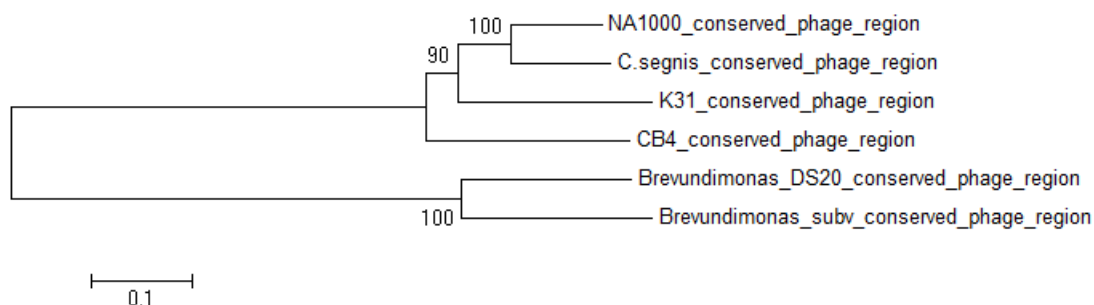 100
NA1000_conserved_phage_region
C.segnis_conserved_phage_region
90
K31_conserved_phage_region
CB4_conserved_phage_region
Brevundimonas_DS20_conserved_phage_region
100
Brevundimonas_subv_conserved_phage_region
0.1